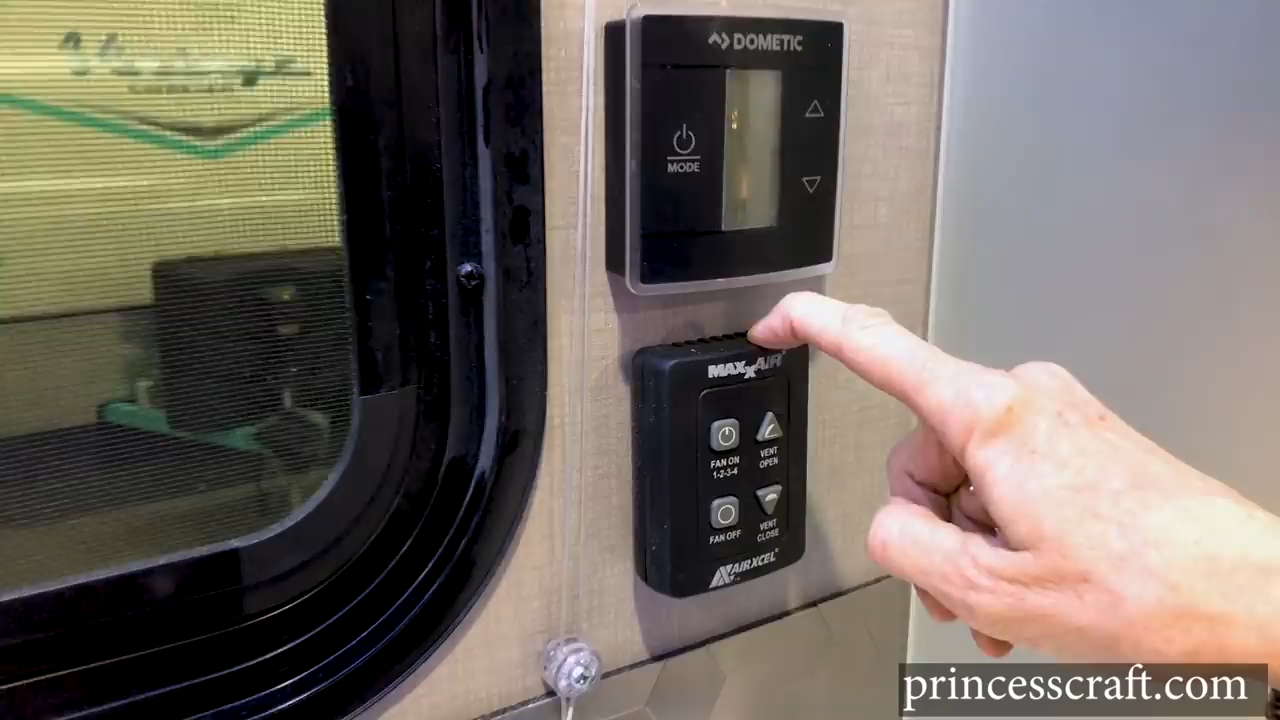 DOMETIC
MODE
MAXXAIR®
FAN ON
1-2-3-4
VENT
OPEN
FAN OFF
VENT
CLOSE
AIRXCEL®
princesscraft.com